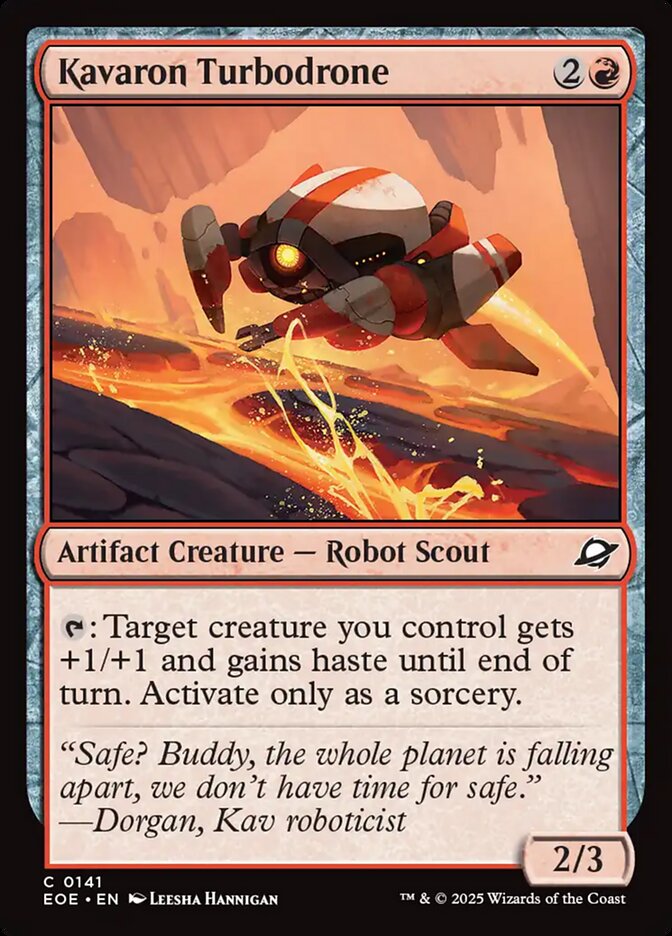 Kavaron Turbodrone 2
Artifact Creature — Robot Scout
: Target creature you control gets
+1/+1 and gains haste until end of
turn. Activate only as a sorcery.
“Safe? Buddy, the whole planet is falling
apart, we don’t have time for safe.”
—Dorgan, Kav roboticist
2/3
C 0141
EOE • EN Leesha Hannigan
™ & © 2025 Wizards of the Coast